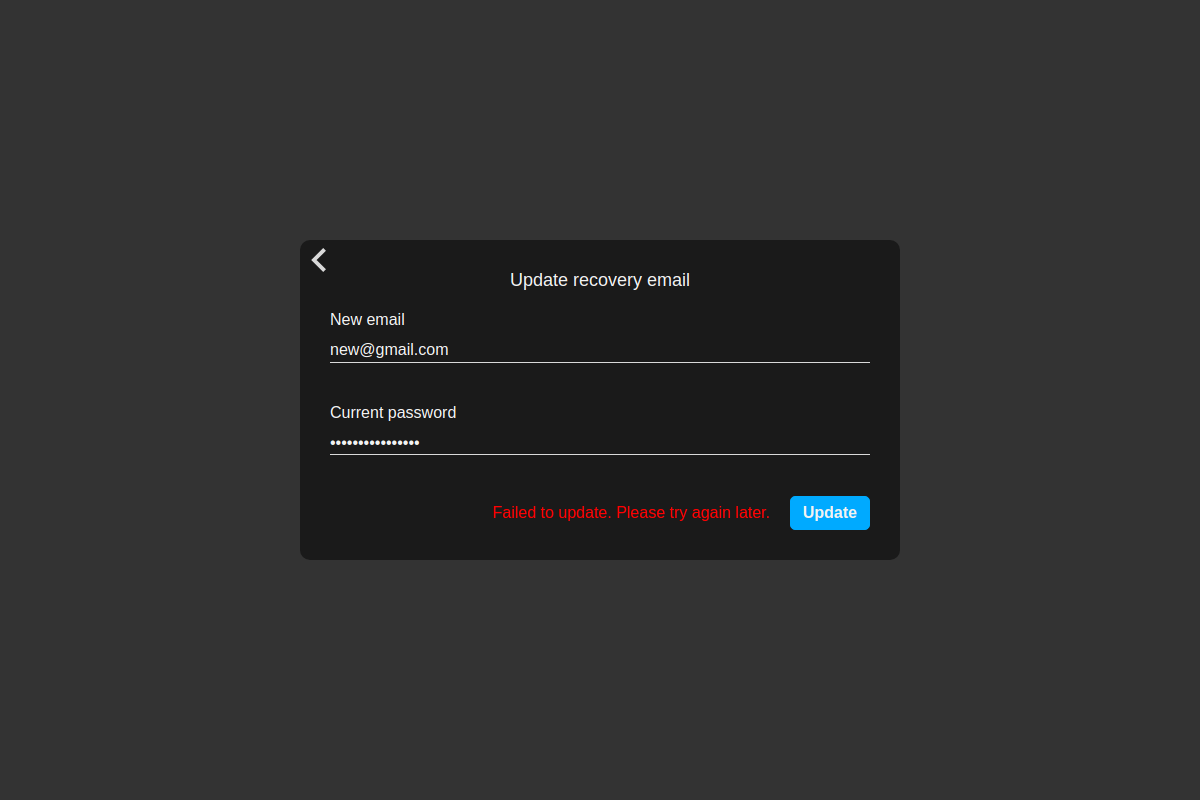 Update recovery email
New email
new@gmail.com
Current password
••••••••••••••••
Failed to update. Please try again later.
Update